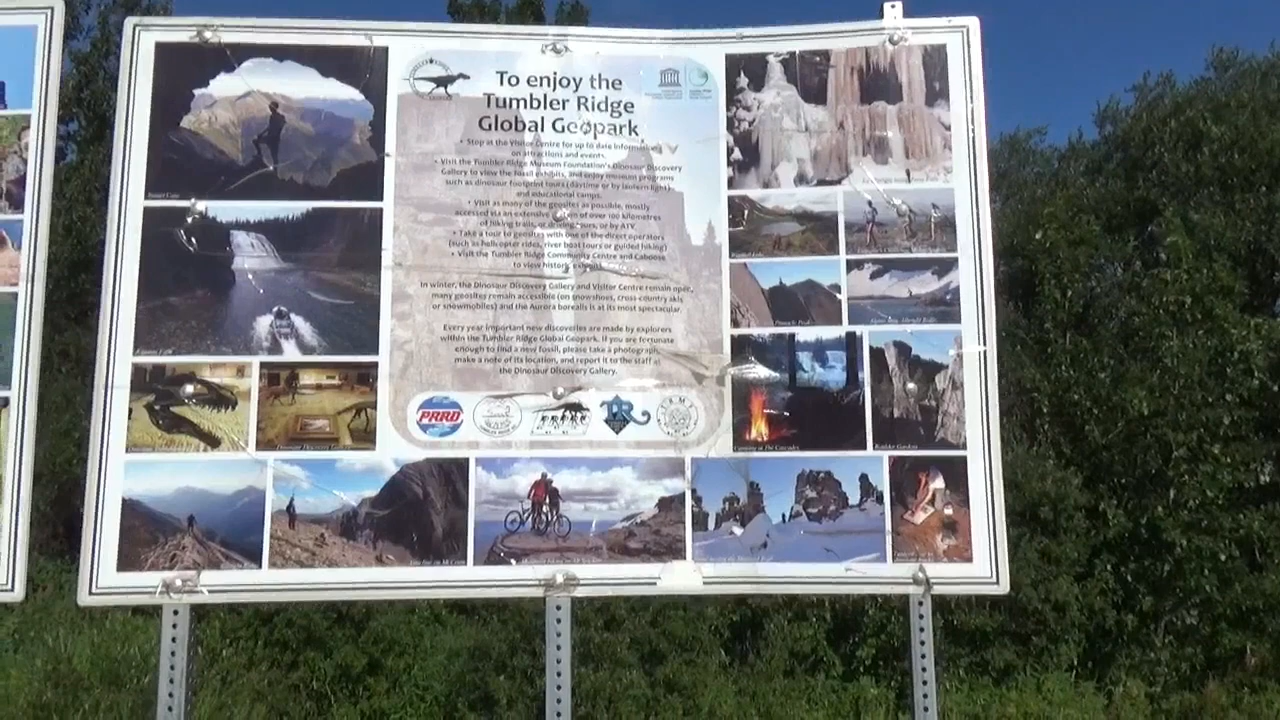 To enjoy the
Tumbler Ridge
Global Geopark
• Stop at the Visitor Centre for up to date information
on attractions and events.
• Visit the Tumbler Ridge Museum Foundation's Dinosaur Discovery
Gallery to view the fossil exhibits, and enjoy museum programs
such as dinosaur footprint tours (daytime or by lantern light)
and educational camps.
• Visit as many of the geosites as possible, mostly
accessed via an extensive of over 100 kilometres
of hiking trails, or driving tours, or by ATV.
• Take a tour to geosites with one of the direct operators
(such as helicopter rides, river boat tours or guided hiking)
• Visit the Tumbler Ridge Community Centre and Caboose
to view historic exhibits.
In winter, the Dinosaur Discovery Gallery and Visitor Centre remain open,
many geosites remain accessible (on snowshoes, cross-country skis
or snowmobiles) and the Aurora borealis is at its most spectacular.
Every year important new discoveries are made by explorers
within the Tumbler Ridge Global Geopark. If you are fortunate
enough to find a new fossil, please take a photograph,
make a note of its location, and report it to the staff at
the Dinosaur Discovery Gallery.
PRRD
TR
Pinnacle Peak
Boulder Gardens